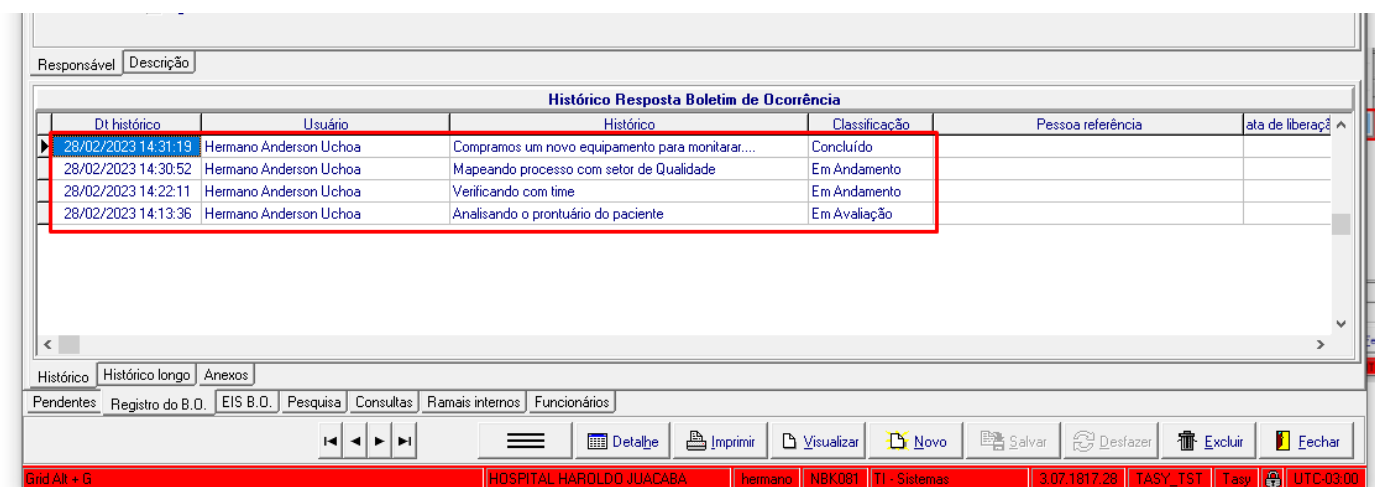 Responsável Descrição
Histórico Resposta Boletim de Ocorrência
Dt histórico Usuário Histórico Classificação Pessoa referência ata de liberaçã
28/02/2023 14:31:19 Hermano Anderson Uchoa Compramos um novo equipamento para monitarar.... Concluído
28/02/2023 14:30:52 Hermano Anderson Uchoa Mapeando processo com setor de Qualidade Em Andamento
28/02/2023 14:22:11 Hermano Anderson Uchoa Verificando com time Em Andamento
28/02/2023 14:13:36 Hermano Anderson Uchoa Analisando o prontuário do paciente Em Avaliação
Histórico Histórico longo Anexos
Pendentes Registro do B.O. EIS B.O. Pesquisa Consultas Ramais internos Funcionários
Detalhe Imprimir Visualizar Novo Salvar Desfazer Excluir Fechar
Grid Alt + G HOSPITAL HAROLDO JUACABA hermano NBK081 TI - Sistemas 3.07.1817.28 TASY_TST Tasy UTC-03:00